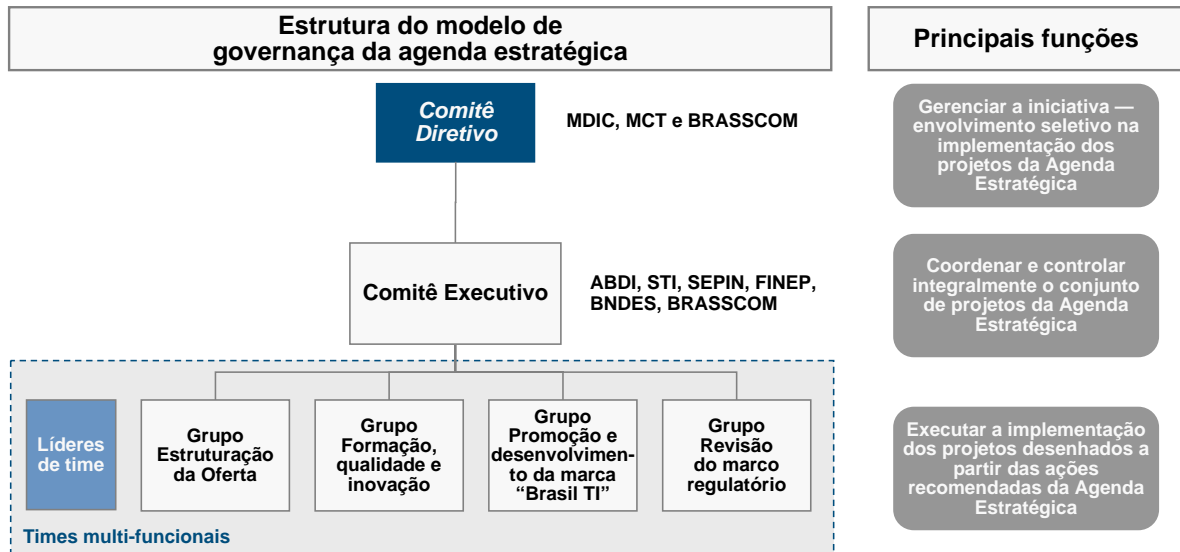 Estrutura do modelo de
governança da agenda estratégica
Principais funções
Comitê
Diretivo
MDIC, MCT e BRASSCOM
Gerenciar a iniciativa —
envolvimento seletivo na
implementação dos
projetos da Agenda
Estratégica
Comitê Executivo
ABDI, STI, SEPIN, FINEP,
BNDES, BRASSCOM
Coordenar e controlar
integralmente o conjunto
de projetos da Agenda
Estratégica
Líderes
de time
Grupo
Estruturação
da Oferta
Grupo
Formação,
qualidade e
inovação
Grupo
Promoção e
desenvolvimen-
to da marca
“Brasil TI”
Grupo
Revisão
do marco
regulatório
Executar a implementação
dos projetos desenhados a
partir das ações
recomendadas da Agenda
Estratégica
Times multi-funcionais